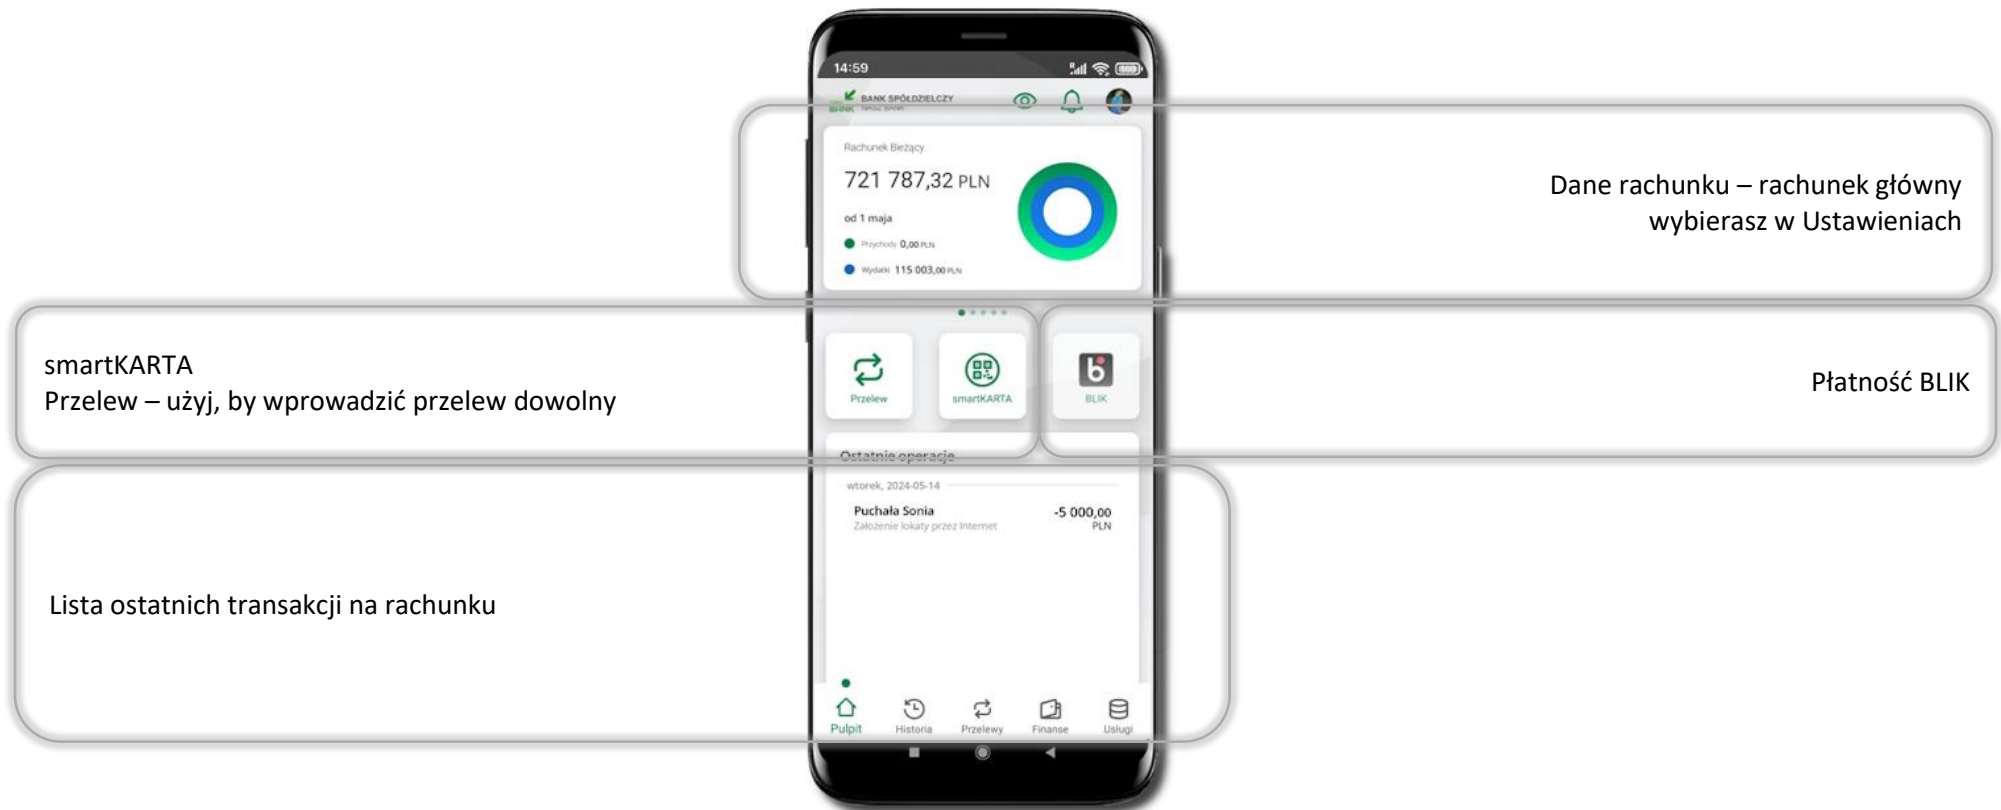 14:59
BANK SPÓŁDZIELCZY
NASZ BANK
BANK
Rachunek Bieżący
721 787,32 PLN
od 1 maja
Przychody 0,00 PLN
Wydatki 115 003,00 PLN
Dane rachunku – rachunek główny
wybierasz w Ustawieniach
smartKARTA
Przelew – użyj, by wprowadzić przelew dowolny
Przelew
smartKARTA
BLIK
Płatność BLIK
Ostatnie operacje
wtorek, 2024-05-14
Puchała Sonia -5 000,00
Założenie lokaty przez Internet PLN
Lista ostatnich transakcji na rachunku
Pulpit Historia Przelewy Finanse Usługi